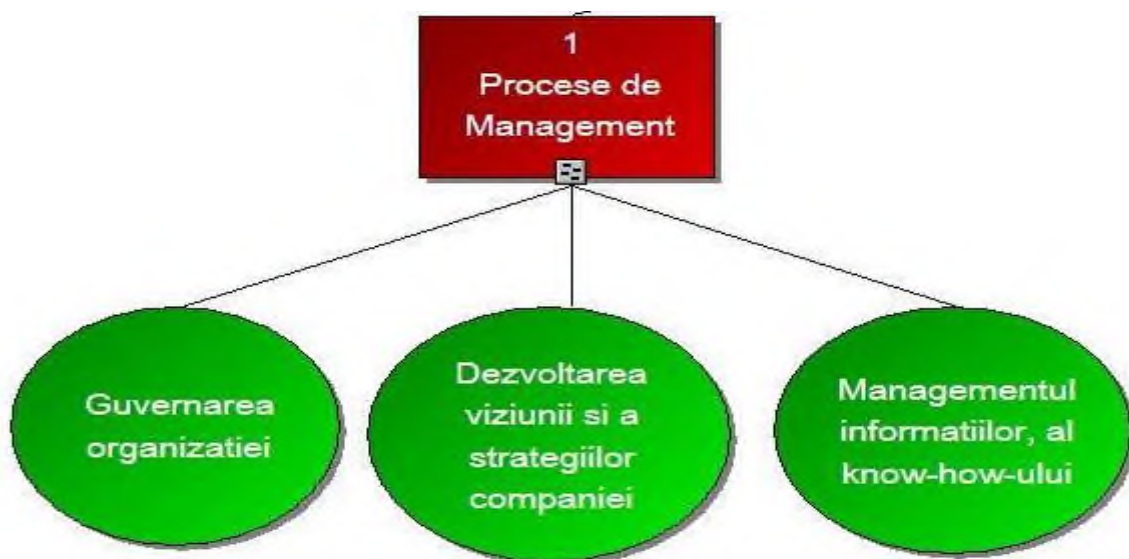 1
Procese de
Management
Guvernarea
organizatiei
Dezvoltarea
viziunii si a
strategiilor
companiei
Managementul
informatiilor, al
know-how-ului